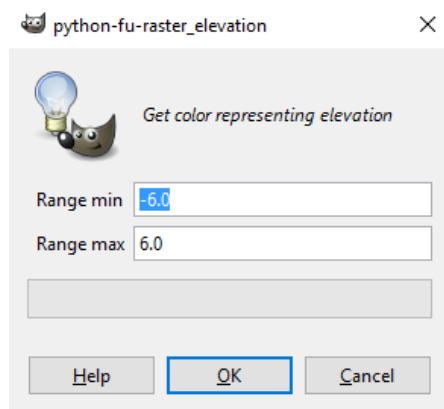 python-fu-raster_elevation
Get color representing elevation
Range min -6.0
Range max 6.0
Help OK Cancel